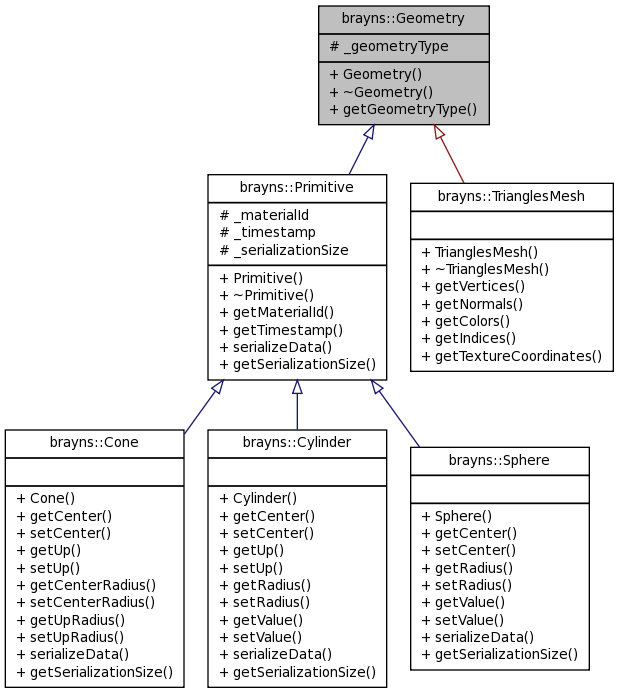 brayns::Geometry
# _geometryType
+ Geometry()
+ ~Geometry()
+ getGeometryType()
brayns::Primitive
# _materialId
# _timestamp
# _serializationSize
+ Primitive()
+ ~Primitive()
+ getMaterialId()
+ getTimestamp()
+ serializeData()
+ getSerializationSize()
brayns::TrianglesMesh
+ TrianglesMesh()
+ ~TrianglesMesh()
+ getVertices()
+ getNormals()
+ getColors()
+ getIndices()
+ getTextureCoordinates()
brayns::Cone
+ Cone()
+ getCenter()
+ setCenter()
+ getUp()
+ setUp()
+ getCenterRadius()
+ setCenterRadius()
+ getUpRadius()
+ setUpRadius()
+ serializeData()
+ getSerializationSize()
brayns::Cylinder
+ Cylinder()
+ getCenter()
+ setCenter()
+ getUp()
+ setUp()
+ getRadius()
+ setRadius()
+ getValue()
+ setValue()
+ serializeData()
+ getSerializationSize()
brayns::Sphere
+ Sphere()
+ getCenter()
+ setCenter()
+ getRadius()
+ setRadius()
+ getValue()
+ setValue()
+ serializeData()
+ getSerializationSize()